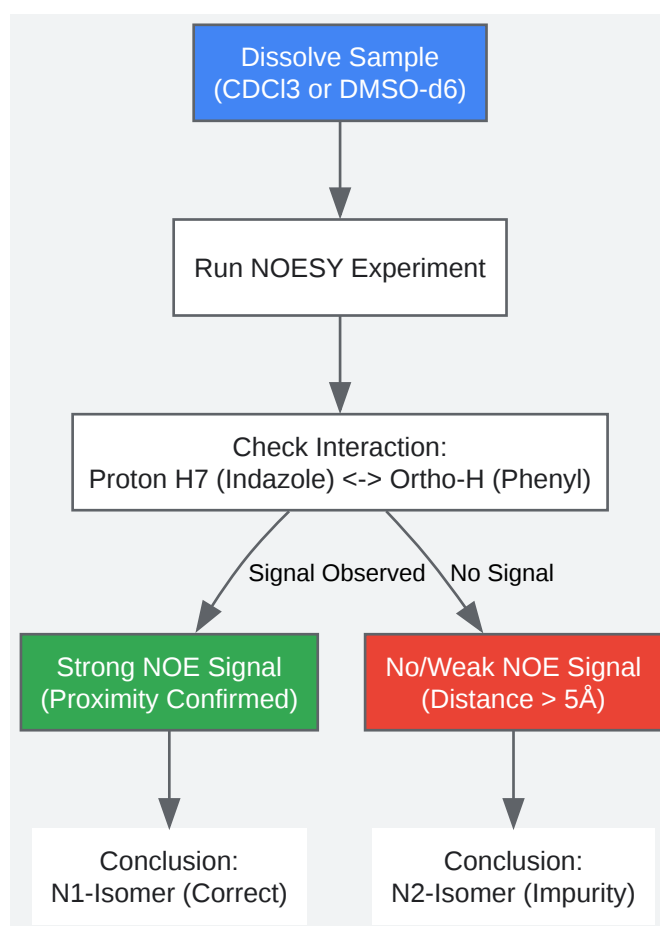 Dissolve Sample
(CDCl3 or DMSO-d6)
Run NOESY Experiment
Check Interaction:
Proton H7 (Indazole) <-> Ortho-H (Phenyl)
Signal Observed
No Signal
Strong NOE Signal
(Proximity Confirmed)
No/Weak NOE Signal
(Distance > 5Å)
Conclusion:
N1-Isomer (Correct)
Conclusion:
N2-Isomer (Impurity)